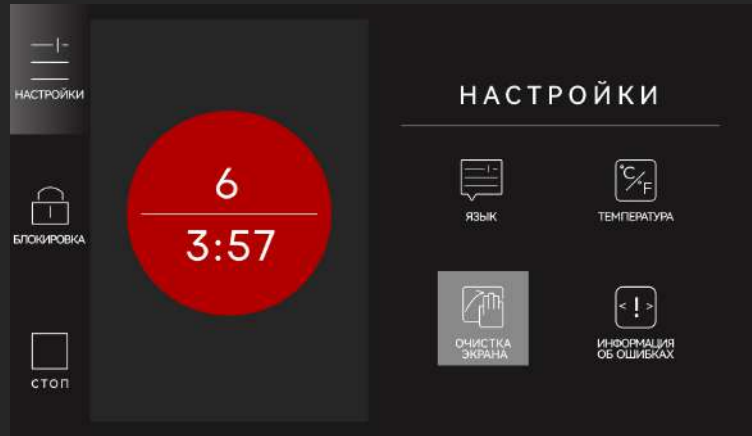 НАСТРОЙКИ
БЛОКИРОВКА
СТОП
6
3:57
НАСТРОЙКИ
ЯЗЫК
ТЕМПЕРАТУРА
°C/°F
ОЧИСТКА
ЭКРАНА
ИНФОРМАЦИЯ
ОБ ОШИБКАХ
<!>